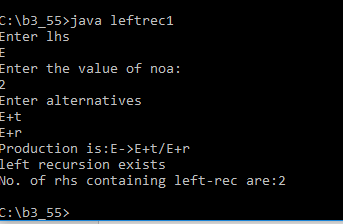 C:\b3_55>java leftrec1
Enter lhs
E
Enter the value of noa:
2
Enter alternatives
E+t
E+r
Production is:E->E+t/E+r
left recursion exists
No. of rhs containing left-rec are:2
C:\b3_55>